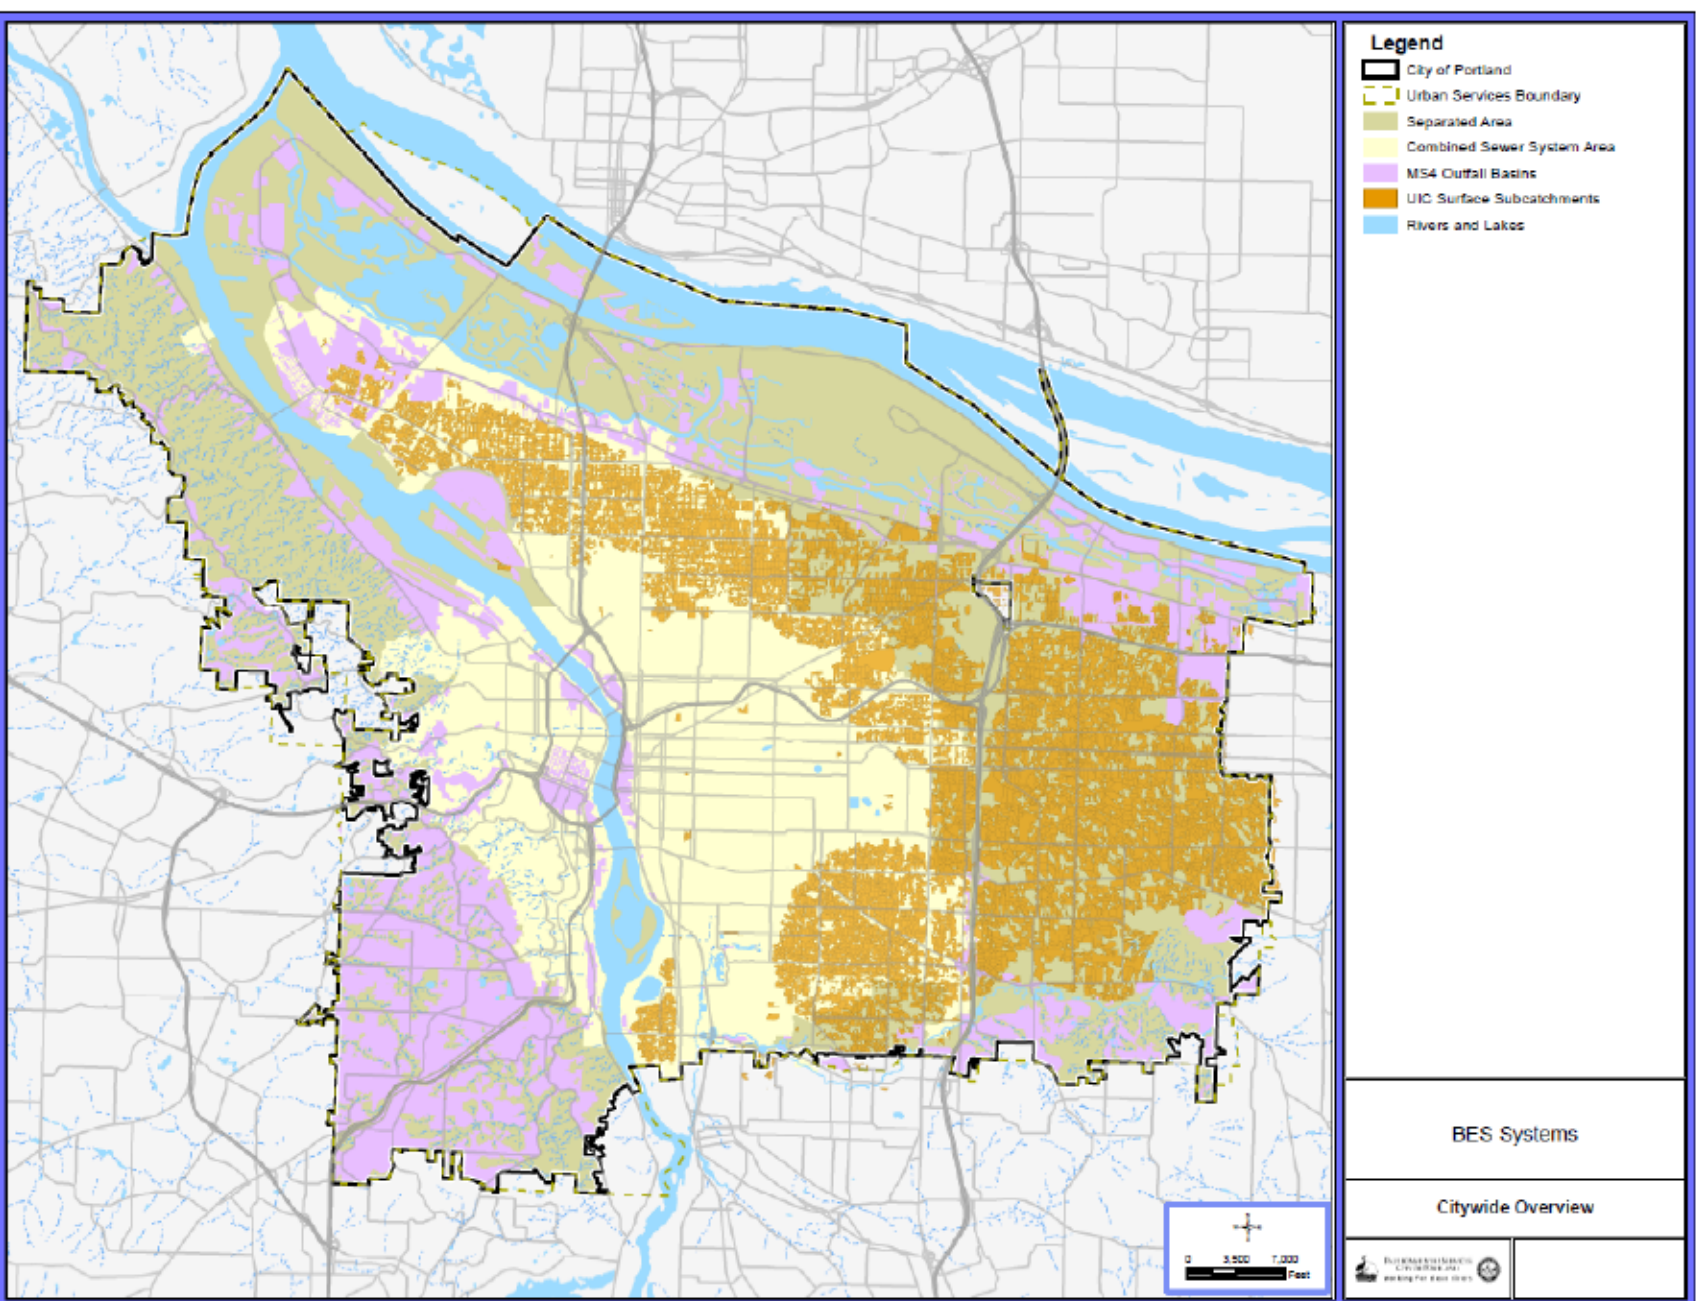 Legend
City of Portland
Urban Services Boundary
Separated Area
Combined Sewer System Area
MS4 Outfall Basins
UIC Surface Subcatchments
Rivers and Lakes
BES Systems
Citywide Overview
0 3,500 7,000
Feet